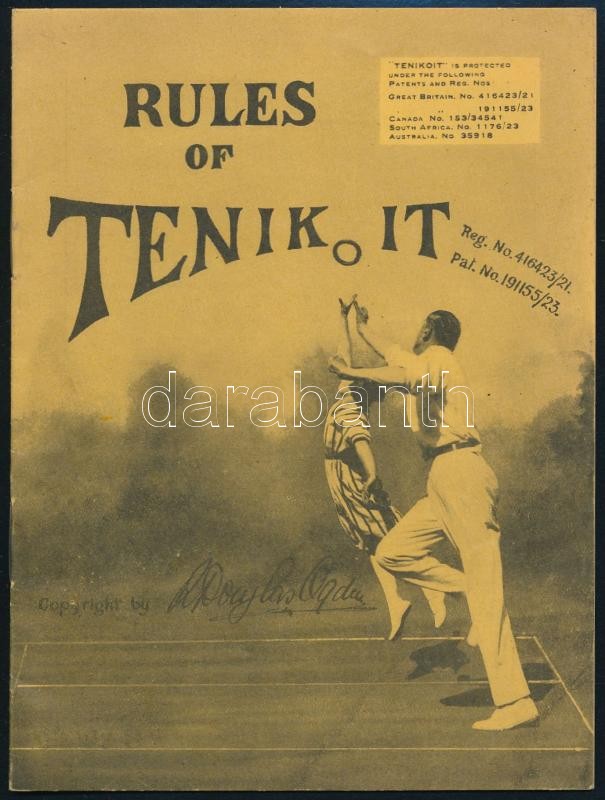 RULES
OF
TENIKOIT
"TENIKOIT" IS PROTECTED
UNDER THE FOLLOWING
PATENTS AND REG. NOS
GREAT BRITAIN. NO. 416423/21
" " 191155/23
CANADA NO. 153/34541
SOUTH AFRICA. NO. 1176/23
AUSTRALIA. NO 35918
Reg. No. 416423/21.
Pat. No. 191155/23.
darabanth
Copyright by Douglas Ogden